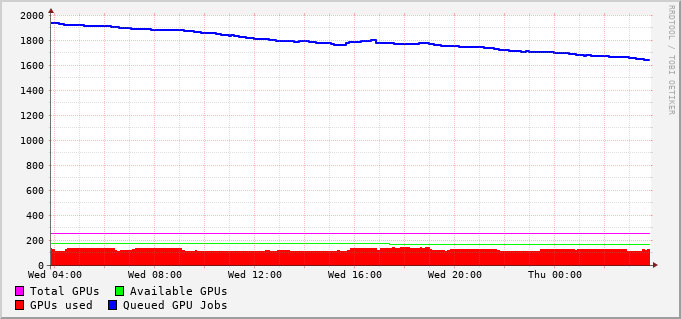 2000
1800
1600
1400
1200
1000
800
600
400
200
0
Wed 04:00 Wed 08:00 Wed 12:00 Wed 16:00 Wed 20:00 Thu 00:00
Total GPUs Available GPUs
GPUs used Queued GPU Jobs
RRDTOOL / TOBI OETIKER